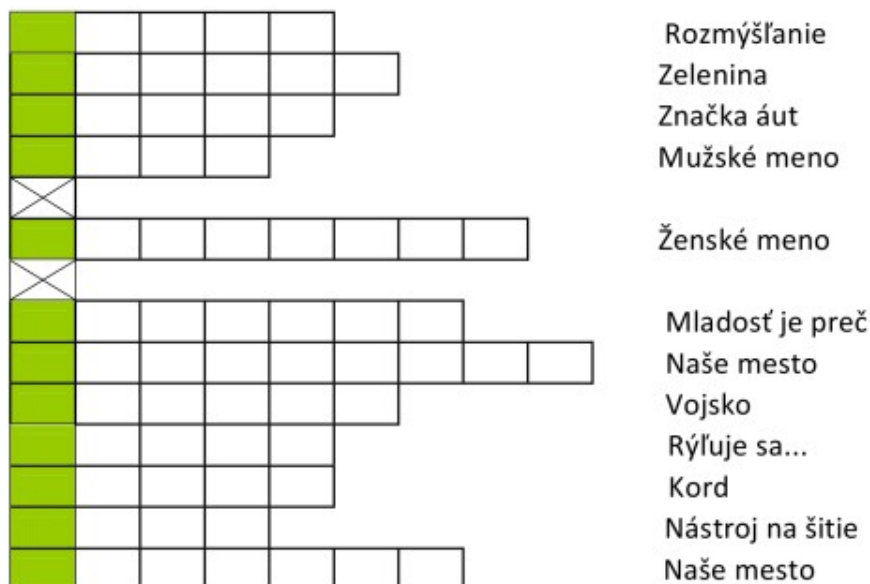 Rozmýšľanie
Zelenina
Značka áut
Mužské meno
Ženské meno
Mladosť je preč
Naše mesto
Vojsko
Rýľuje sa...
Kord
Nástroj na šitie
Naše mesto